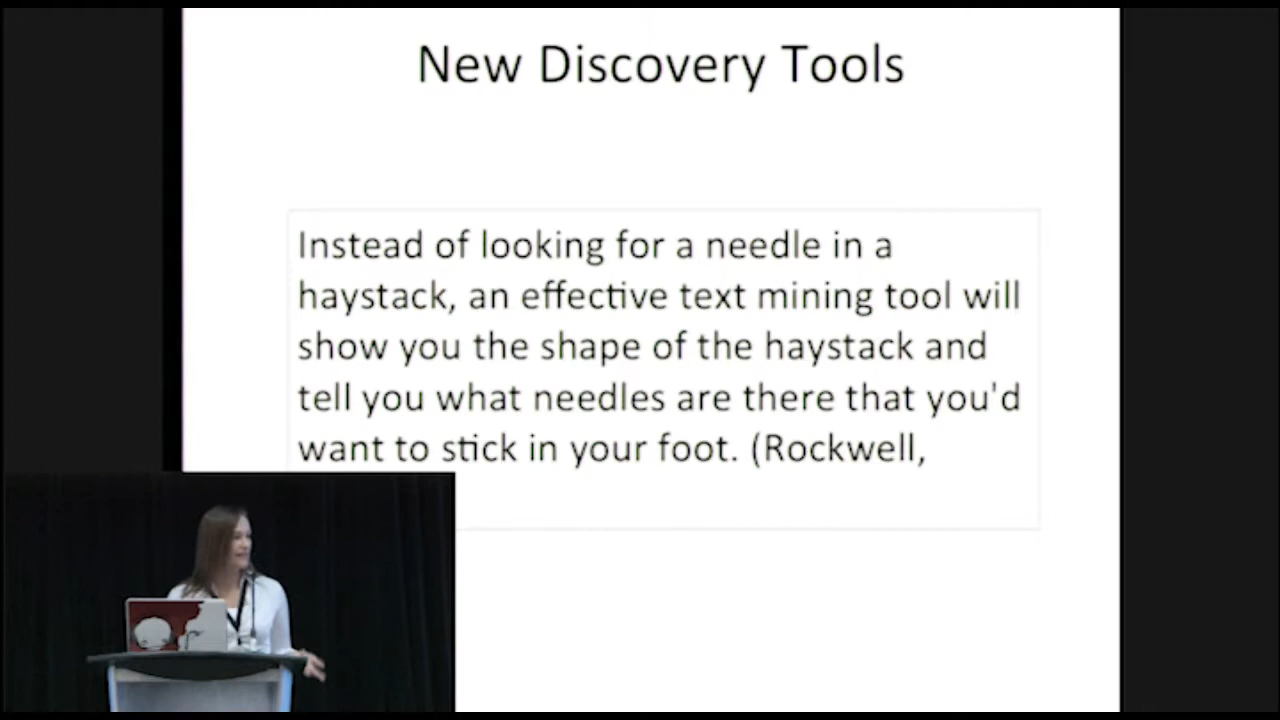 New Discovery Tools
Instead of looking for a needle in a
haystack, an effective text mining tool will
show you the shape of the haystack and
tell you what needles are there that you'd
want to stick in your foot. (Rockwell,